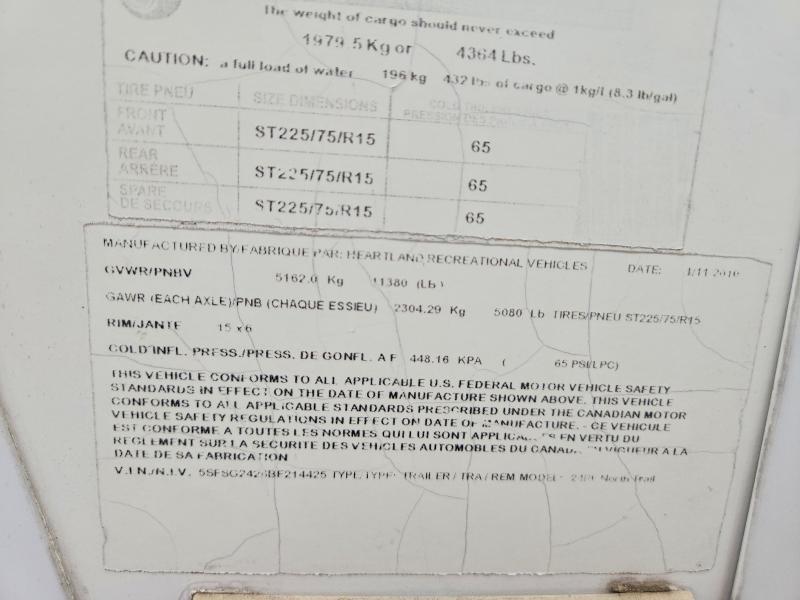 The weight of cargo should never exceed
1979.5 Kg or 4364 Lbs.
CAUTION: a full load of water 196 kg 432 lbs of cargo @ 1kg/l (8.3 lb/gal)
TIRE PNEU SIZE DIMENSIONS COLD
FRONT
AVANT ST225/75/R15 65
REAR
ARRIÈRE ST225/75/R15 65
SPARE
DE SECOURS ST225/75/R15 65
MANUFACTURED BY/FABRIQUE PAR: HEARTLAND RECREATIONAL VEHICLES DATE:
GVWR/PNBV 5162.0 Kg 11380 (Lb)
GAWR (EACH AXLE)/PNB (CHAQUE ESSIEU) 2304.29 Kg 5080 Lb TIRES/PNEU ST225/75/R15
RIM/JANTE 15 x 6
COLD INFL. PRESS./PRESS. DE GONFL. A F 448.16 KPA ( 65 PSI/LPC)
THIS VEHICLE CONFORMS TO ALL APPLICABLE U.S. FEDERAL MOTOR VEHICLE SAFETY
STANDARDS IN EFFECT ON THE DATE OF MANUFACTURE SHOWN ABOVE. THIS VEHICLE
CONFORMS TO ALL APPLICABLE STANDARDS PRESCRIBED UNDER THE CANADIAN MOTOR
VEHICLE SAFETY REGULATIONS IN EFFECT ON DATE OF MANUFACTURE. - CE VEHICULE
EST CONFORME A TOUTES LES NORMES QUI LUI SONT APPLICABLES EN VERTU DU
REGLEMENT SUR LA SECURITE DES VEHICLES AUTOMOBILES DU CANADA EN VIGUEUR A LA
DATE DE SA FABRICATION
V.I.N./N.I.V. TYPE/TYPE: TRAILER / TRA / REM MODEL: North Trail